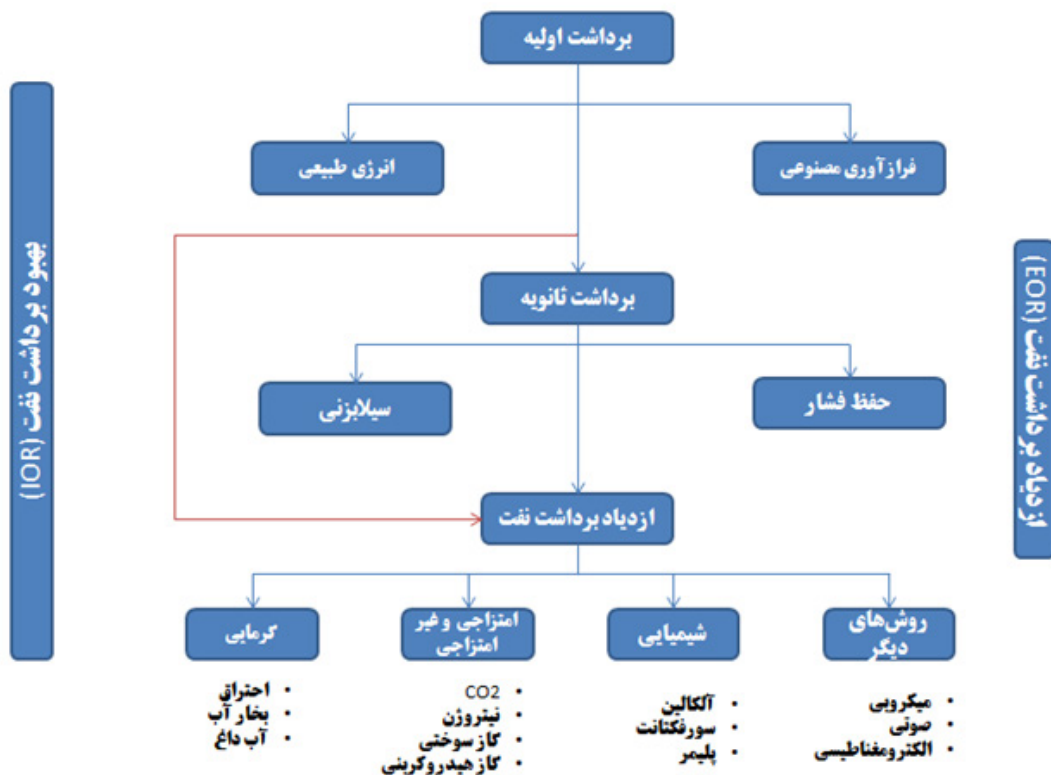 برداشت اولیه
فرازآوری مصنوعی
انرژی طبیعی
برداشت ثانویه
حفظ فشار
سیلابزنی
ازدیاد برداشت نفت
ازدیاد برداشت نفت (EOR)
بهبود برداشت نفت (IOR)
روش‌های
دیگر
• میکروبی
• صوتی
• الکترومغناطیسی
شیمیایی
• آلکالین
• سورفکتانت
• پلیمر
امتزاجی و غیر
امتزاجی
• CO2
• نیتروژن
• گاز سوختی
• گاز هیدروکربنی
گرمایی
• احتراق
• بخار آب
• آب داغ